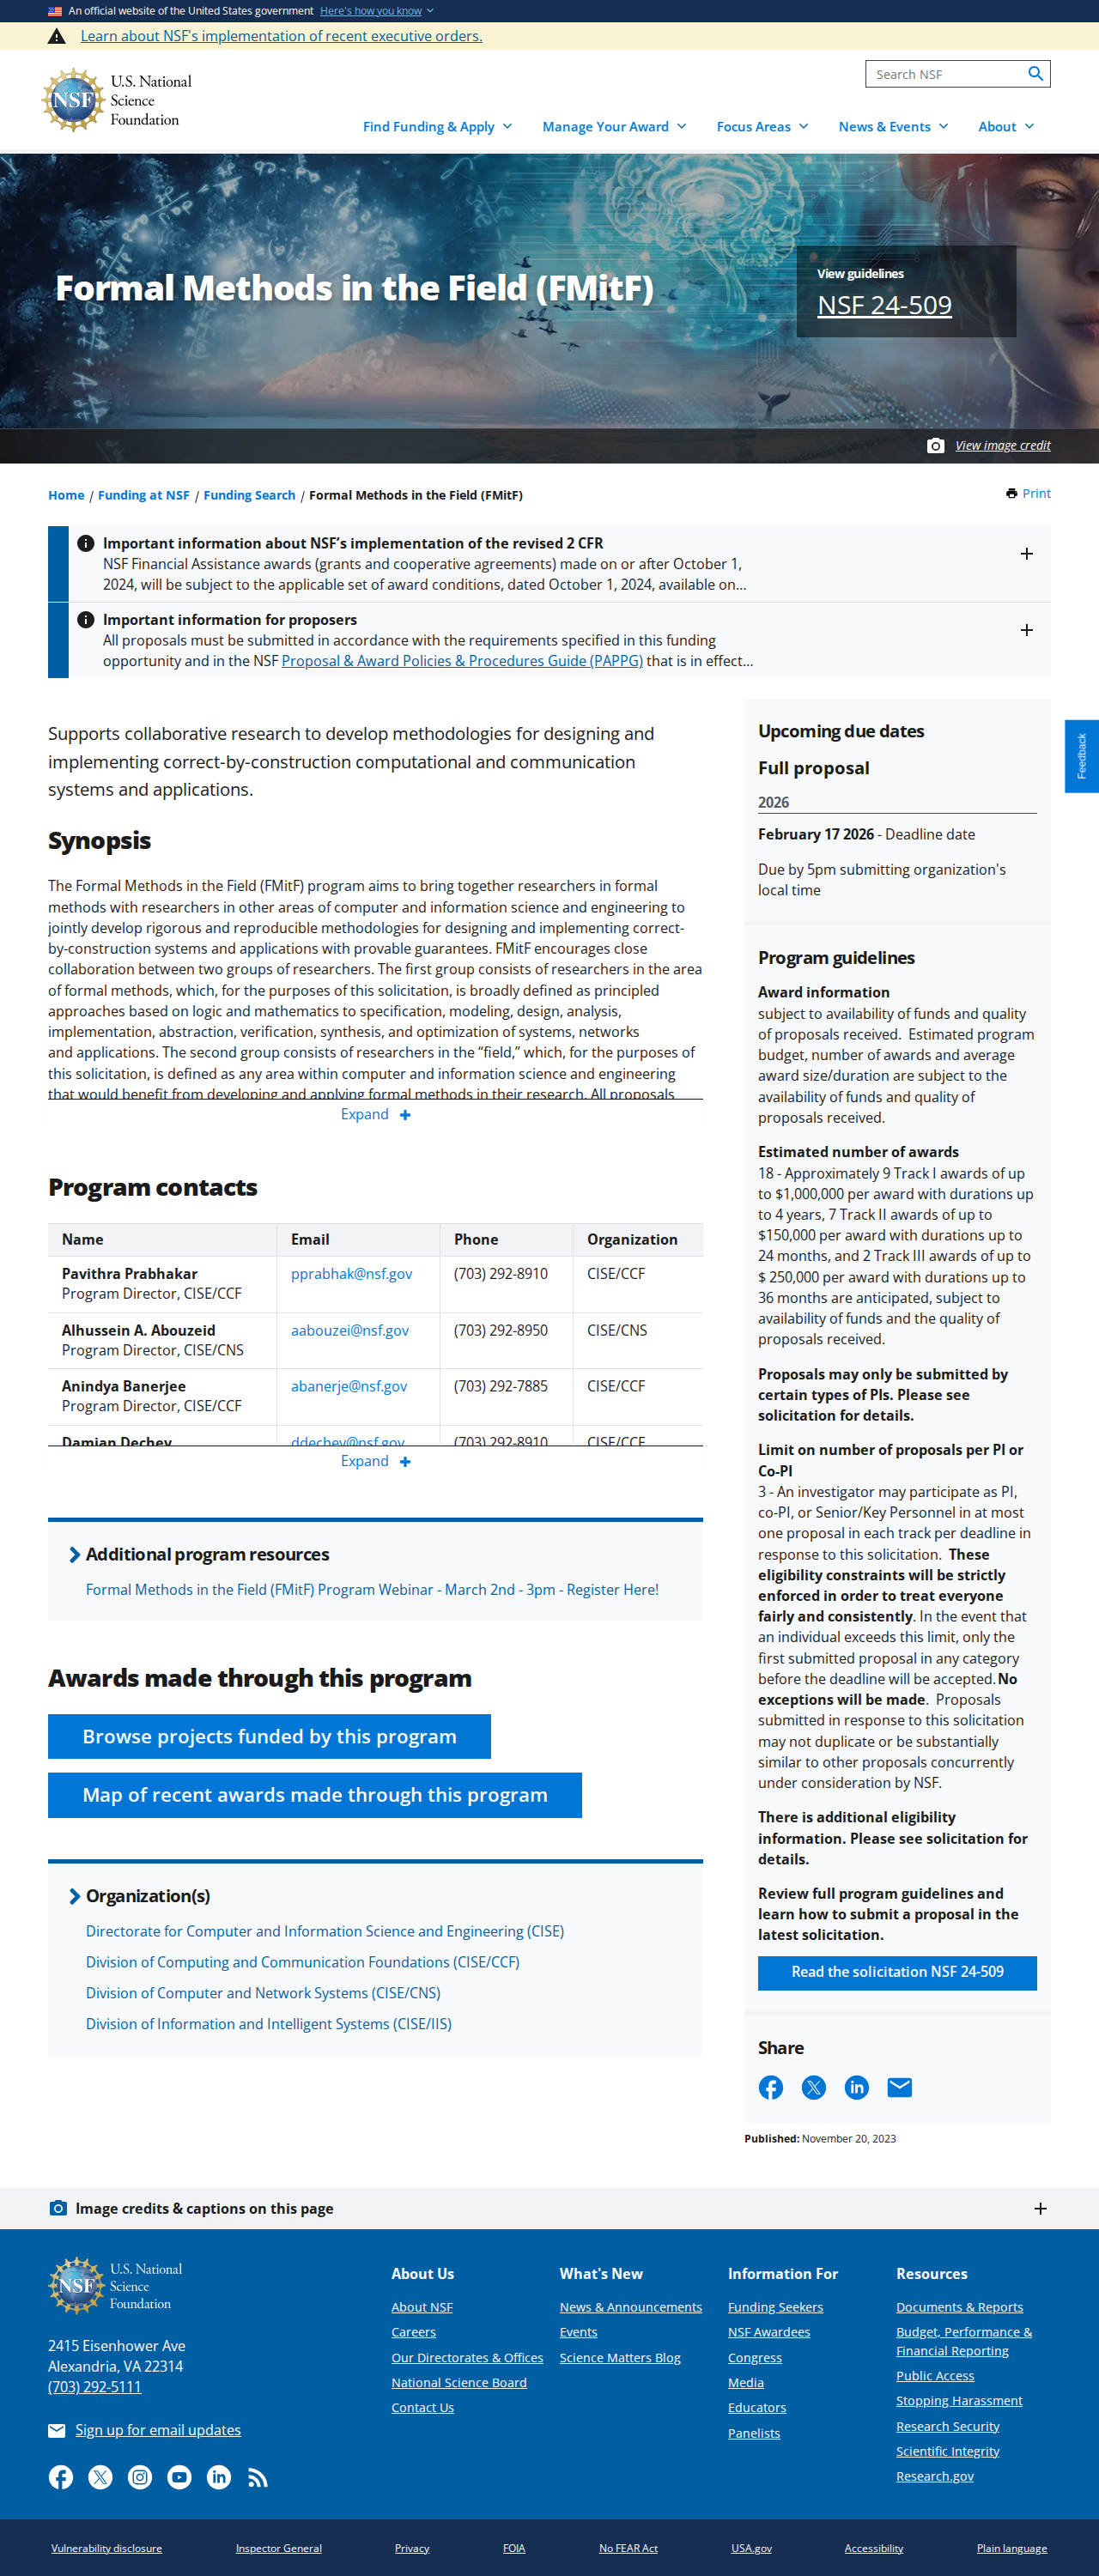 An official website of the United States government Here's how you know
Learn about NSF's implementation of recent executive orders.
NSF
U.S. National
Science
Foundation
Search NSF
Find Funding & Apply
Manage Your Award
Focus Areas
News & Events
About
Formal Methods in the Field (FMitF)
View guidelines
NSF 24-509
View image credit
Home / Funding at NSF / Funding Search / Formal Methods in the Field (FMitF)
Print
Important information about NSF’s implementation of the revised 2 CFR
NSF Financial Assistance awards (grants and cooperative agreements) made on or after October 1,
2024, will be subject to the applicable set of award conditions, dated October 1, 2024, available on...
Important information for proposers
All proposals must be submitted in accordance with the requirements specified in this funding
opportunity and in the NSF Proposal & Award Policies & Procedures Guide (PAPPG) that is in effect...
Supports collaborative research to develop methodologies for designing and
implementing correct-by-construction computational and communication
systems and applications.
Synopsis
The Formal Methods in the Field (FMitF) program aims to bring together researchers in formal
methods with researchers in other areas of computer and information science and engineering to
jointly develop rigorous and reproducible methodologies for designing and implementing correct-
by-construction systems and applications with provable guarantees. FMitF encourages close
collaboration between two groups of researchers. The first group consists of researchers in the area
of formal methods, which, for the purposes of this solicitation, is broadly defined as principled
approaches based on logic and mathematics to specification, modeling, design, analysis,
implementation, abstraction, verification, synthesis, and optimization of systems, networks
and applications. The second group consists of researchers in the “field,” which, for the purposes of
this solicitation, is defined as any area within computer and information science and engineering
that would benefit from developing and applying formal methods in their research. All proposals
Expand
Program contacts
Name Email Phone Organization
Pavithra Prabhakar pprabhak@nsf.gov (703) 292-8910 CISE/CCF
Program Director, CISE/CCF
Alhussein A. Abouzeid aabouzei@nsf.gov (703) 292-8950 CISE/CNS
Program Director, CISE/CNS
Anindya Banerjee abanerje@nsf.gov (703) 292-7885 CISE/CCF
Program Director, CISE/CCF
Damian Dechev ddechev@nsf.gov (703) 292-8910 CISE/CCF
Expand
Additional program resources
Formal Methods in the Field (FMitF) Program Webinar - March 2nd - 3pm - Register Here!
Awards made through this program
Browse projects funded by this program
Map of recent awards made through this program
Organization(s)
Directorate for Computer and Information Science and Engineering (CISE)
Division of Computing and Communication Foundations (CISE/CCF)
Division of Computer and Network Systems (CISE/CNS)
Division of Information and Intelligent Systems (CISE/IIS)
Upcoming due dates
Full proposal
2026
February 17 2026 - Deadline date
Due by 5pm submitting organization's
local time
Feedback
Program guidelines
Award information
subject to availability of funds and quality
of proposals received. Estimated program
budget, number of awards and average
award size/duration are subject to the
availability of funds and quality of
proposals received.
Estimated number of awards
18 - Approximately 9 Track I awards of up
to $1,000,000 per award with durations up
to 4 years, 7 Track II awards of up to
$150,000 per award with durations up to
24 months, and 2 Track III awards of up to
$ 250,000 per award with durations up to
36 months are anticipated, subject to
availability of funds and the quality of
proposals received.
Proposals may only be submitted by
certain types of PIs. Please see
solicitation for details.
Limit on number of proposals per PI or
Co-PI
3 - An investigator may participate as PI,
co-PI, or Senior/Key Personnel in at most
one proposal in each track per deadline in
response to this solicitation. These
eligibility constraints will be strictly
enforced in order to treat everyone
fairly and consistently. In the event that
an individual exceeds this limit, only the
first submitted proposal in any category
before the deadline will be accepted. No
exceptions will be made. Proposals
submitted in response to this solicitation
may not duplicate or be substantially
similar to other proposals concurrently
under consideration by NSF.
There is additional eligibility
information. Please see solicitation for
details.
Review full program guidelines and
learn how to submit a proposal in the
latest solicitation.
Read the solicitation NSF 24-509
Share
Published: November 20, 2023
Image credits & captions on this page
NSF
U.S. National
Science
Foundation
2415 Eisenhower Ave
Alexandria, VA 22314
(703) 292-5111
Sign up for email updates
About Us
About NSF
Careers
Our Directorates & Offices
National Science Board
Contact Us
What's New
News & Announcements
Events
Science Matters Blog
Information For
Funding Seekers
NSF Awardees
Congress
Media
Educators
Panelists
Resources
Documents & Reports
Budget, Performance &
Financial Reporting
Public Access
Stopping Harassment
Research Security
Scientific Integrity
Research.gov
Vulnerability disclosure
Inspector General
Privacy
FOIA
No FEAR Act
USA.gov
Accessibility
Plain language